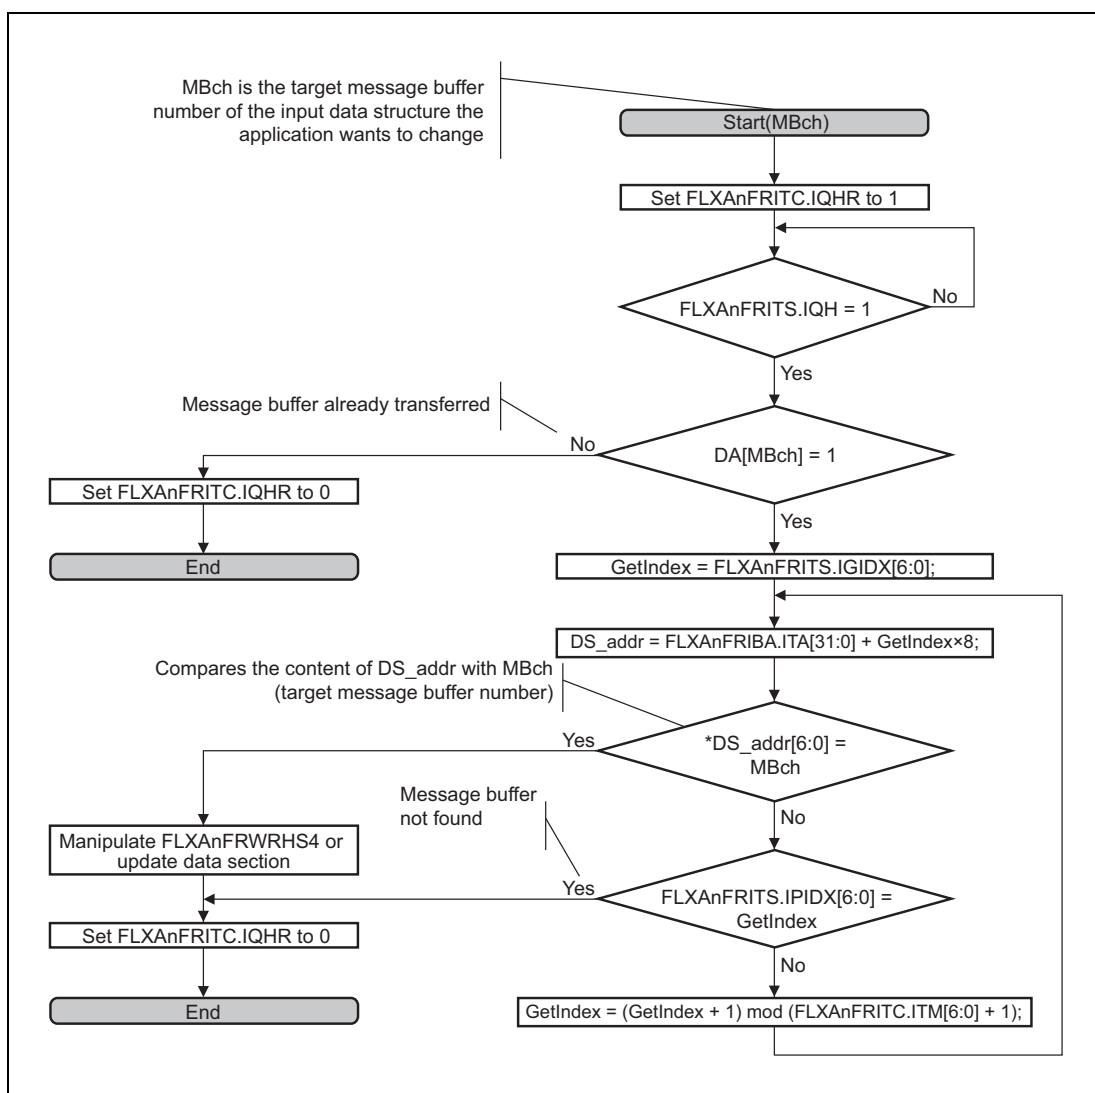 MBch is the target message buffer
number of the input data structure the
application wants to change
Start(MBch)
Set FLXAnFRITC.IQHR to 1
FLXAnFRITS.IQH = 1
No
Yes
Message buffer already transferred
No
DA[MBch] = 1
Set FLXAnFRITC.IQHR to 0
Yes
End
GetIndex = FLXAnFRITS.IGIDX[6:0];
DS_addr = FLXAnFRIBA.ITA[31:0] + GetIndex×8;
Compares the content of DS_addr with MBch
(target message buffer number)
Yes
*DS_addr[6:0] =
MBch
Message buffer
not found
No
Manipulate FLXAnFRWRHS4 or
update data section
Yes
FLXAnFRITS.IPIDX[6:0] =
GetIndex
Set FLXAnFRITC.IQHR to 0
No
End
GetIndex = (GetIndex + 1) mod (FLXAnFRITC.ITM[6:0] + 1);